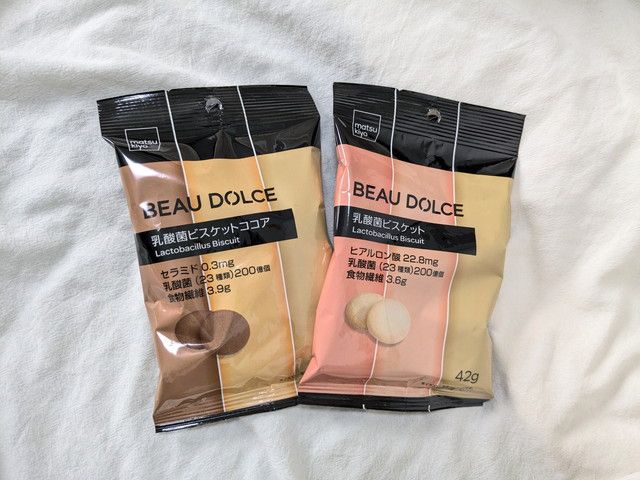 matsu
kiyo
BEAU DOLCE
乳酸菌ビスケットココア
Lactobacillus Biscuit
セラミド 0.3mg
乳酸菌 (23種類) 200億個
食物繊維 3.9g
matsu
kiyo
BEAU DOLCE
乳酸菌ビスケット
Lactobacillus Biscuit
ヒアルロン酸 22.8mg
乳酸菌 (23種類) 200億個
食物繊維 3.6g
42g